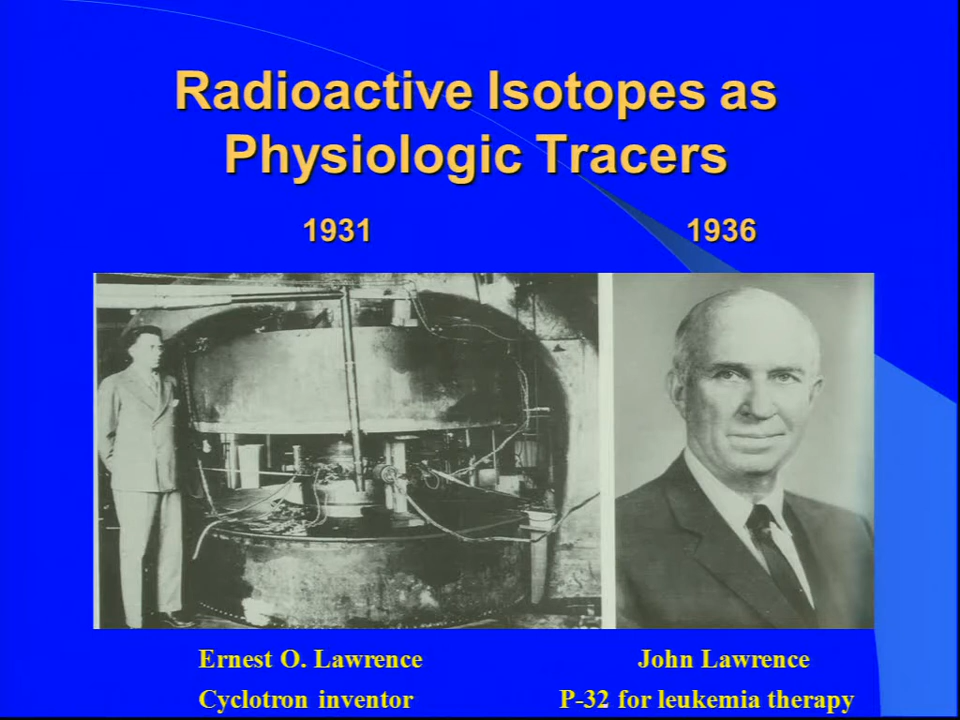 Radioactive Isotopes as
Physiologic Tracers
1931 1936
Ernest O. Lawrence John Lawrence
Cyclotron inventor P-32 for leukemia therapy